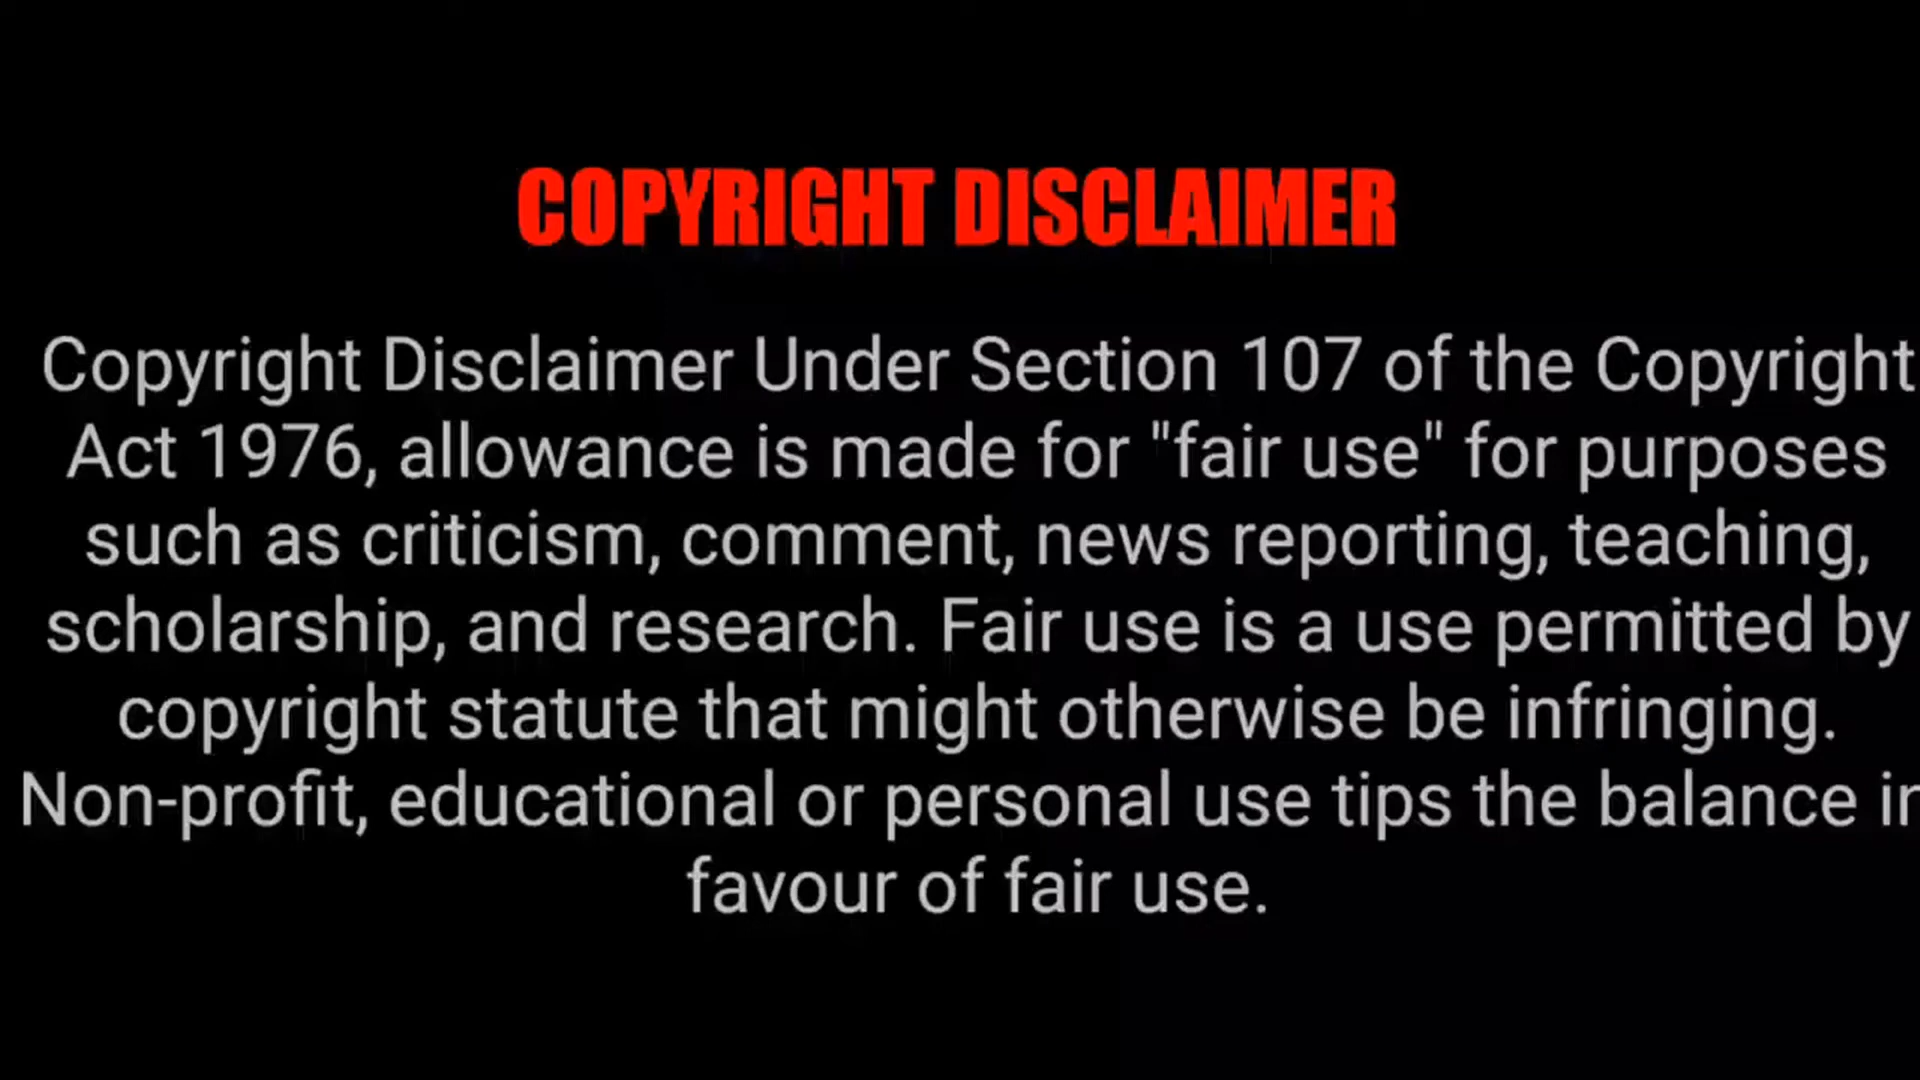 COPYRIGHT DISCLAIMER
Copyright Disclaimer Under Section 107 of the Copyright
Act 1976, allowance is made for "fair use" for purposes
such as criticism, comment, news reporting, teaching,
scholarship, and research. Fair use is a use permitted by
copyright statute that might otherwise be infringing.
Non-profit, educational or personal use tips the balance in
favour of fair use.